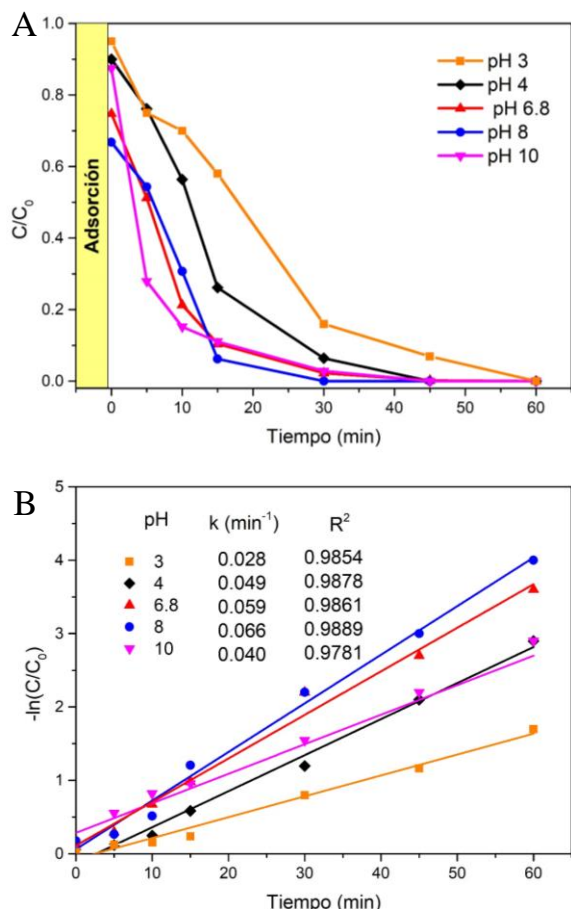 A
1.0
0.8
0.6
0.4
0.2
0.0
C/C₀
Adsorción
pH 3
pH 4
pH 6.8
pH 8
pH 10
0 10 20 30 40 50 60
Tiempo (min)
B
5
4
3
2
1
0
-ln(C/C₀)
pH k (min⁻¹) R²
3 0.028 0.9854
4 0.049 0.9878
6.8 0.059 0.9861
8 0.066 0.9889
10 0.040 0.9781
0 10 20 30 40 50 60
Tiempo (min)